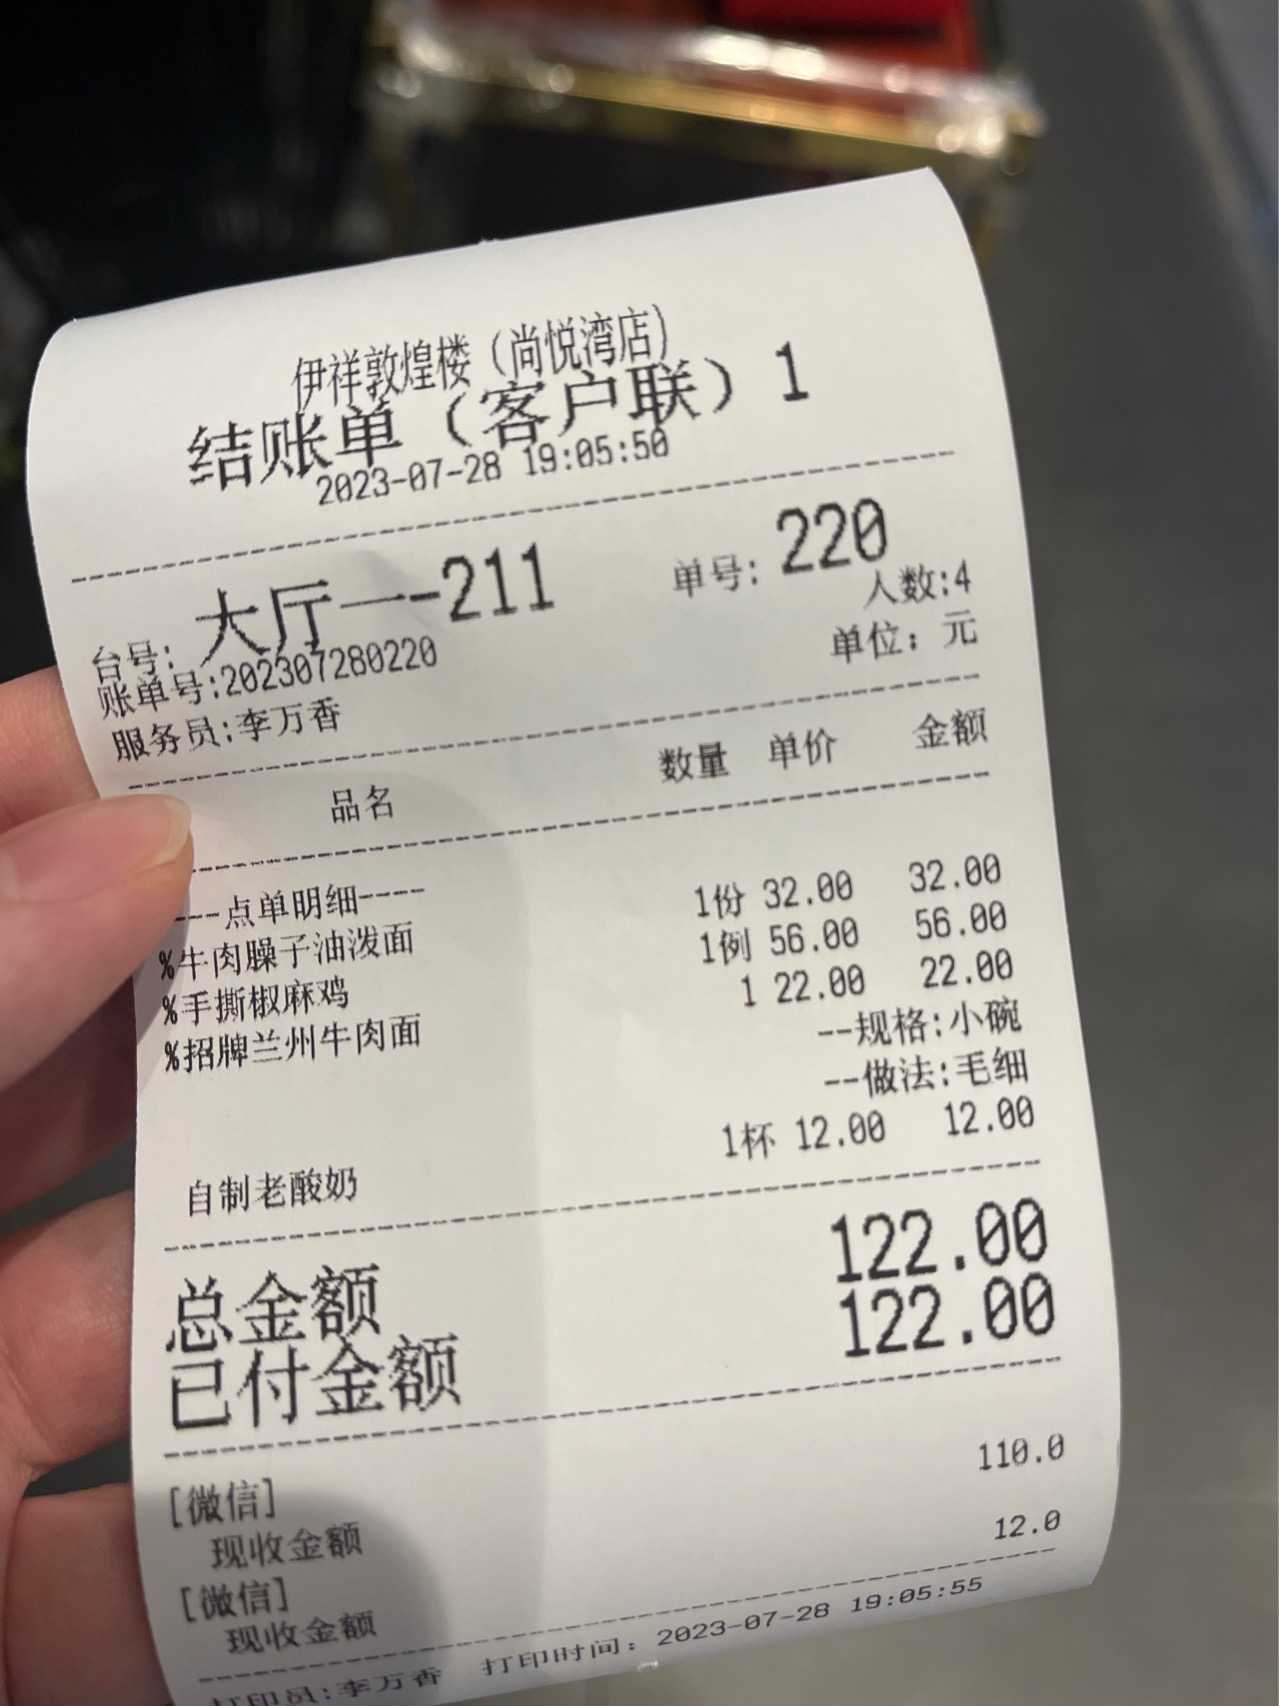 伊祥敦煌楼（尚悦湾店）
结账单（客户联）1
2023-07-28 19:05:50
台号: 大厅一-211 单号: 220
账单号:202307280220 人数:4
服务员:李万香 单位: 元
品名 数量 单价 金额
----点单明细----
%牛肉臊子油泼面 1份 32.00 32.00
%手撕椒麻鸡 1例 56.00 56.00
%招牌兰州牛肉面 1 22.00 22.00
--规格:小碗
--做法:毛细
自制老酸奶 1杯 12.00 12.00
总金额 122.00
已付金额 122.00
[微信]
现收金额 110.0
[微信]
现收金额 12.0
打印员:李万香 打印时间: 2023-07-28 19:05:55